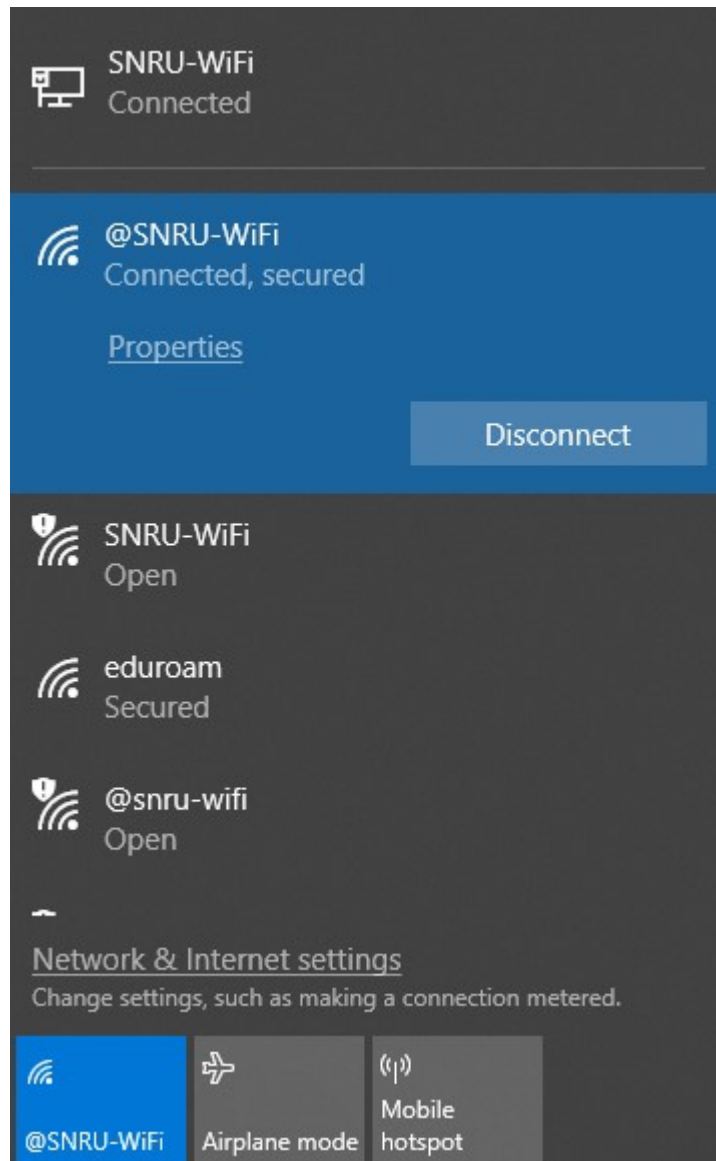 SNRU-WiFi
Connected
@SNRU-WiFi
Connected, secured
Properties
Disconnect
SNRU-WiFi
Open
eduroam
Secured
@snru-wifi
Open
Network & Internet settings
Change settings, such as making a connection metered.
@SNRU-WiFi
Airplane mode
Mobile
hotspot